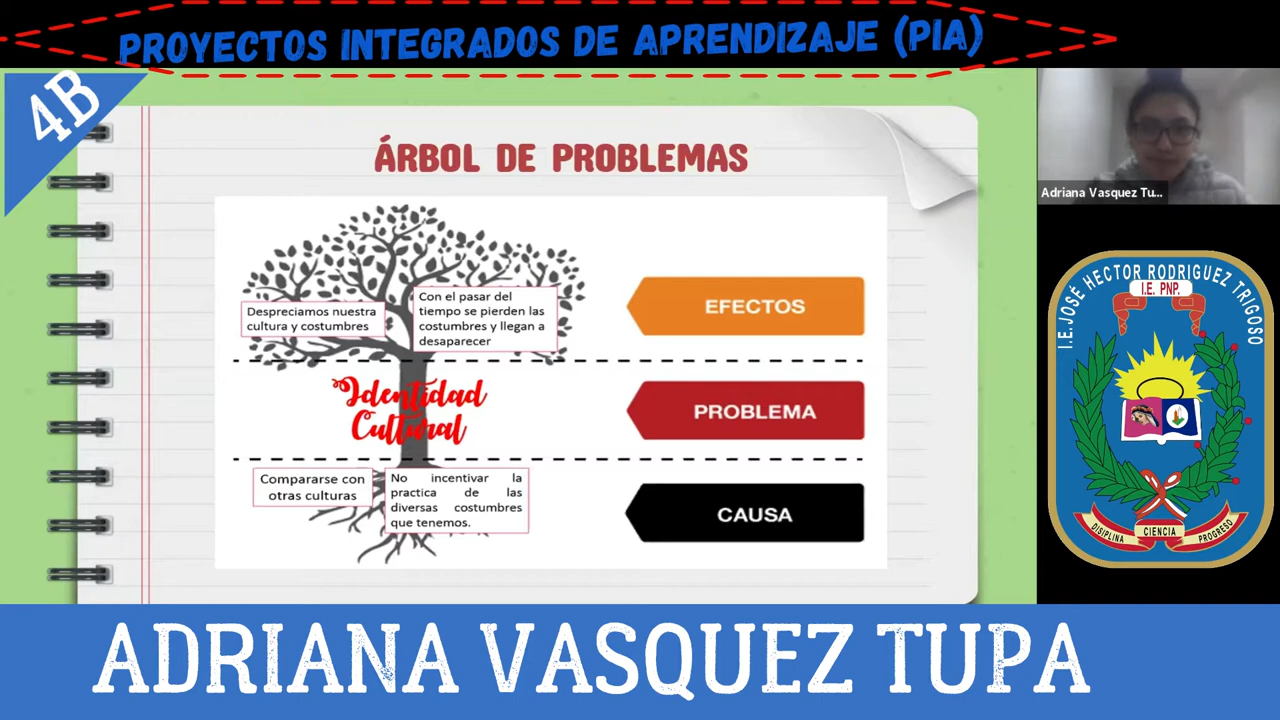 PROYECTOS INTEGRADOS DE APRENDIZAJE (PIA)
4B
ÁRBOL DE PROBLEMAS
Despreciamos nuestra
cultura y costumbres
Con el pasar del
tiempo se pierden las
costumbres y llegan a
desaparecer
EFECTOS
Identidad
Cultural
PROBLEMA
Compararse con
otras culturas
No incentivar la
practica de las
diversas costumbres
que tenemos.
CAUSA
Adriana Vasquez Tu...
I.E. JOSÉ HECTOR RODRIGUEZ TRIGOSO
I.E. PNP.
DISIPLINA
CIENCIA
PROGRESO
ADRIANA VASQUEZ TUPA